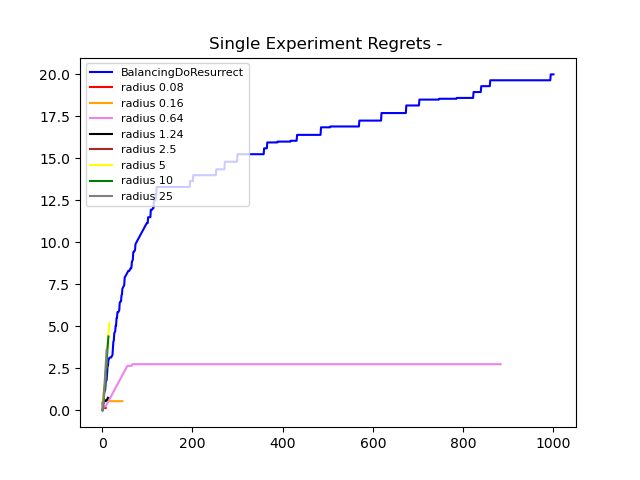 Single Experiment Regrets -
BalancingDoResurrect
radius 0.08
radius 0.16
radius 0.64
radius 1.24
radius 2.5
radius 5
radius 10
radius 25
20.0
17.5
15.0
12.5
10.0
7.5
5.0
2.5
0.0
0 200 400 600 800 1000